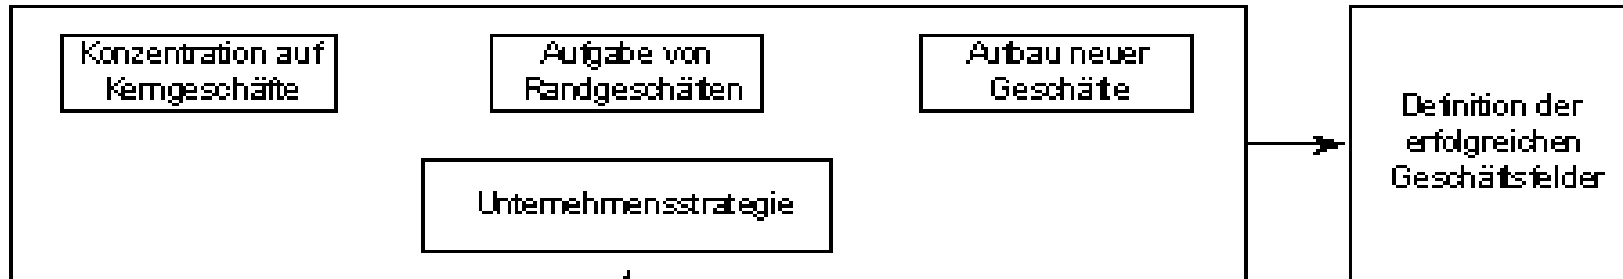 Konzentration auf
Kerngeschäfte
Aufgabe von
Randgeschäften
Aufbau neuer
Geschäfte
Unternehmensstrategie
Definition der
erfolgreichen
Geschäftsfelder